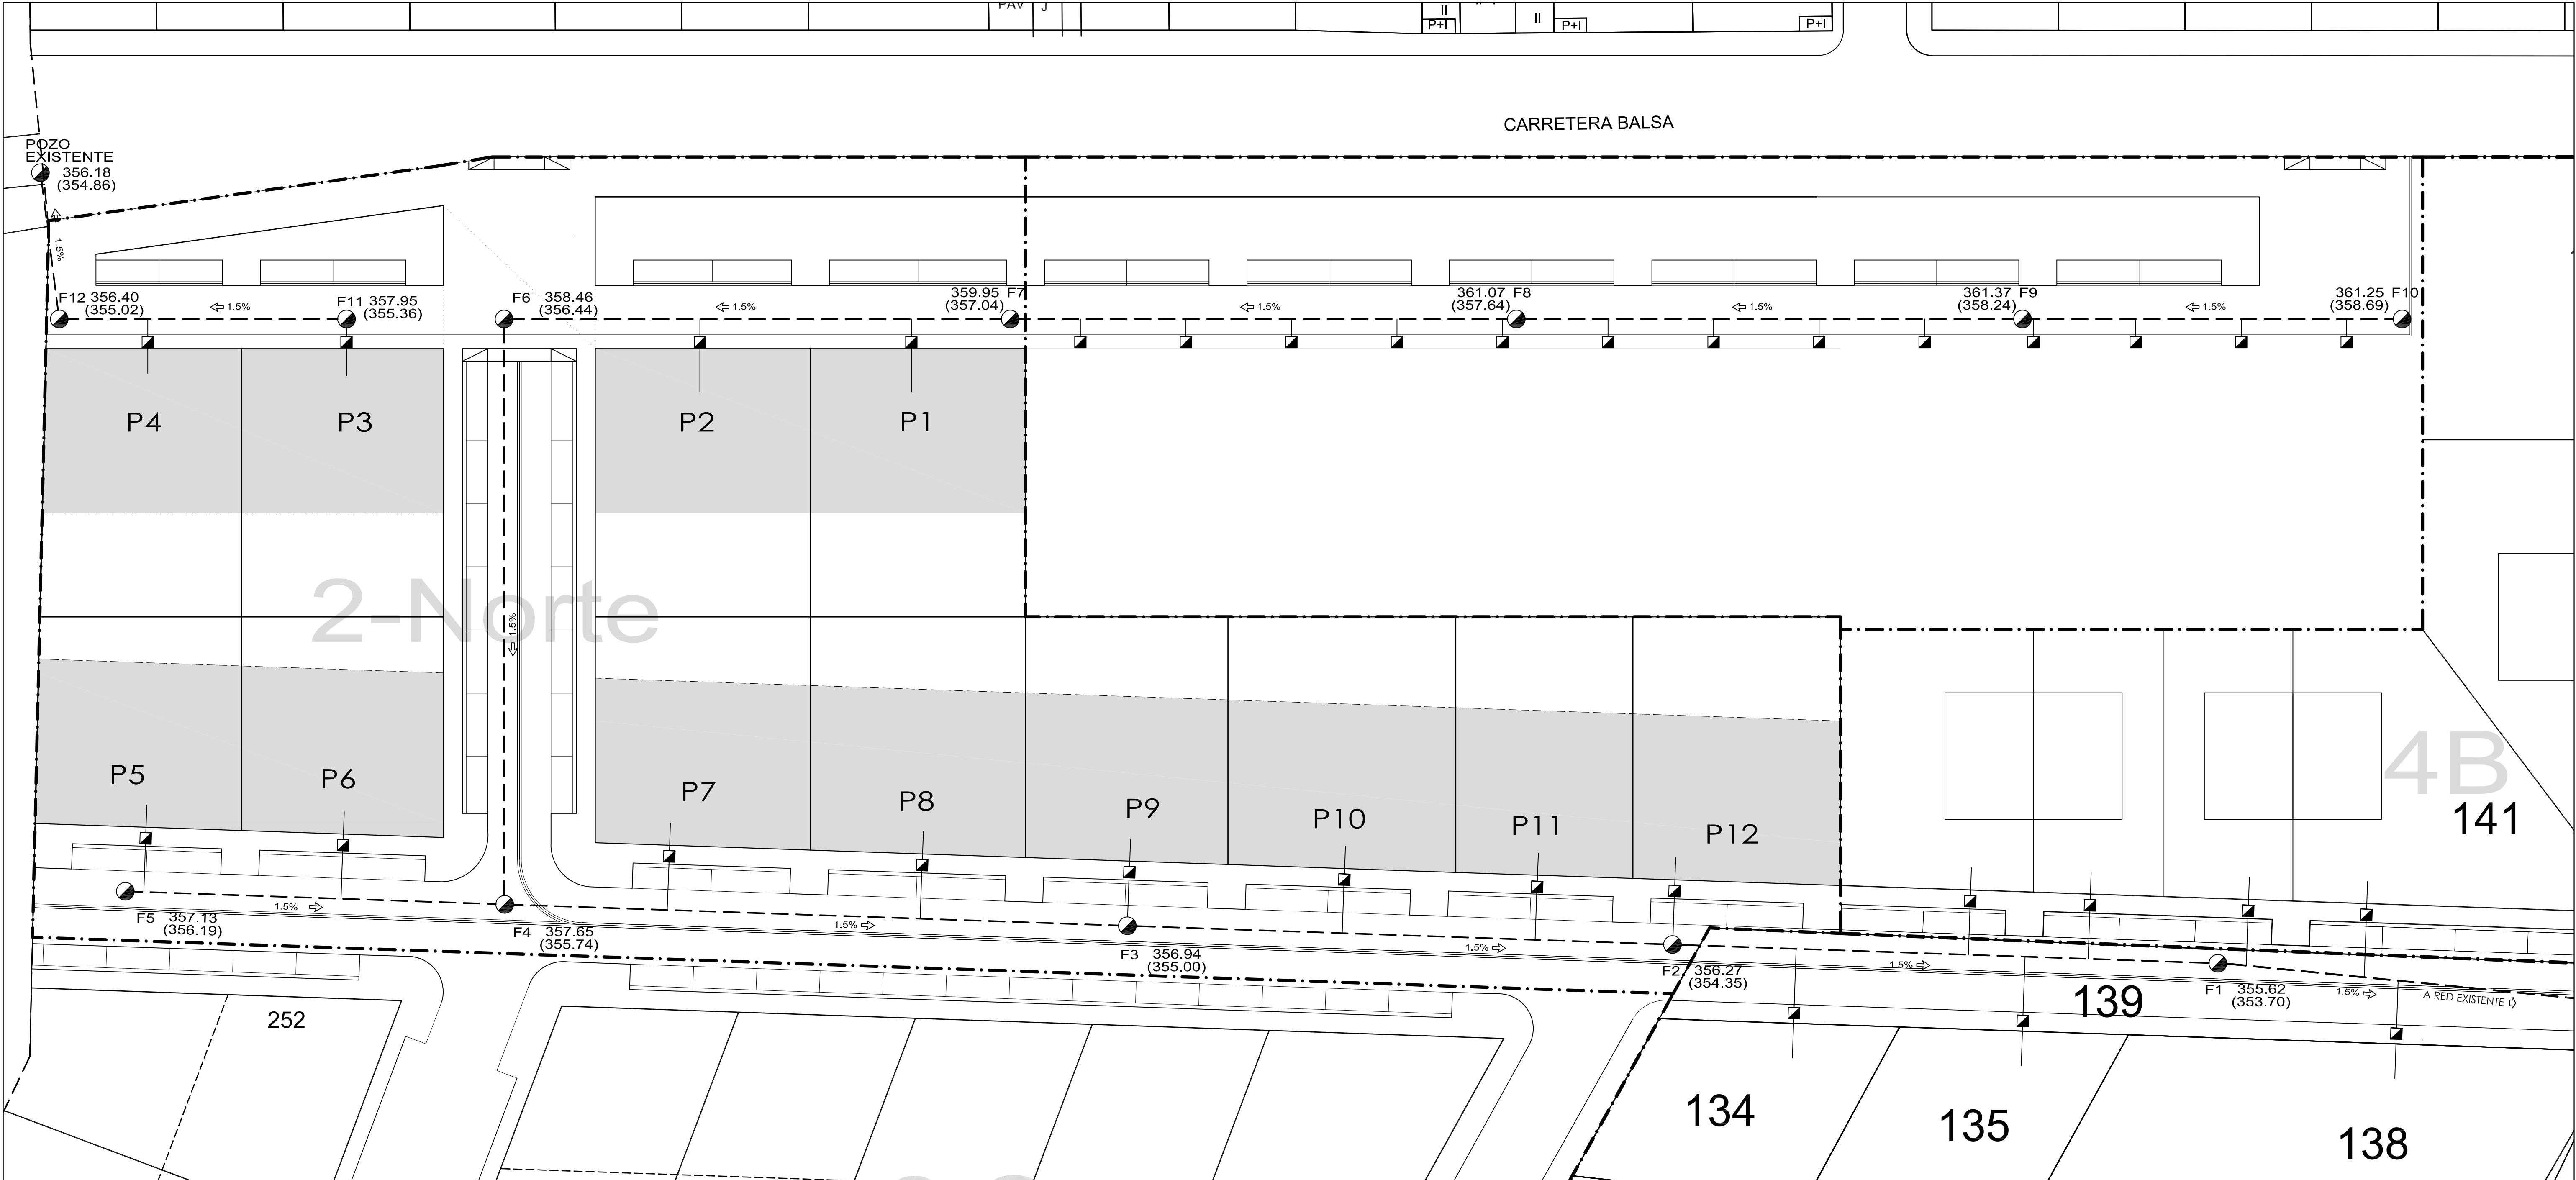 II
P+I
II
P+I
P+I
CARRETERA BALSA
POZO
EXISTENTE
356.18
(354.86)
1.5%
F12 356.40
(355.02)
1.5%
F11 357.95
(355.36)
F6 358.46
(356.44)
1.5%
359.95 F7
(357.04)
1.5%
361.07 F8
(357.64)
1.5%
361.37 F9
(358.24)
1.5%
361.25 F10
(358.69)
P4
P3
P2
P1
2-Norte
1.5%
P5
P6
P7
P8
P9
P10
P11
P12
4B
141
F5 357.13
(356.19)
1.5%
F4 357.65
(355.74)
1.5%
F3 356.94
(355.00)
1.5%
F2 356.27
(354.35)
1.5%
139
F1 355.62
(353.70)
1.5%
A RED EXISTENTE
252
134
135
138